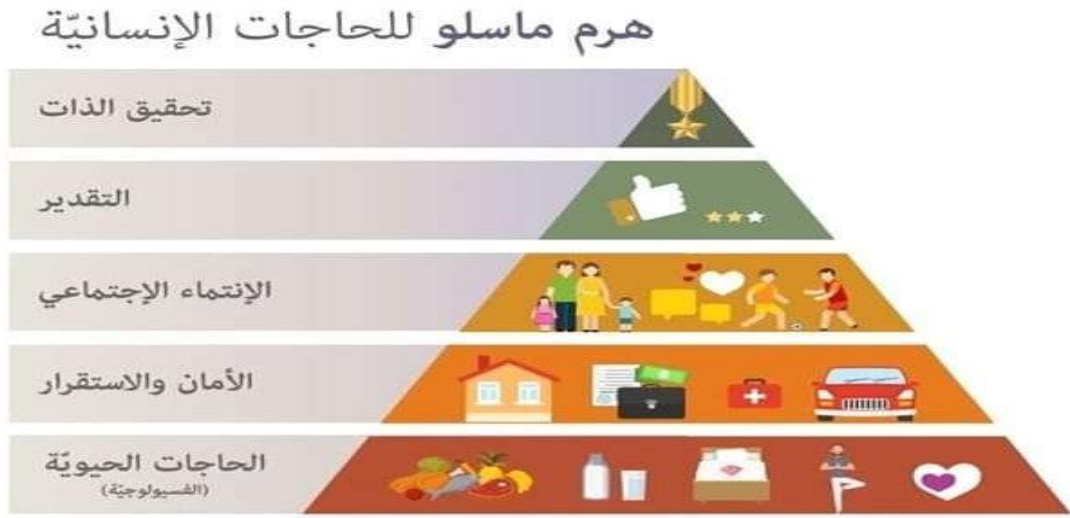 هرم ماسلو للحاجات الإنسانيّة
تحقيق الذات
التقدير
الإنتماء الإجتماعي
الأمان والاستقرار
الحاجات الحيويّة
(الفسيولوجيّة)